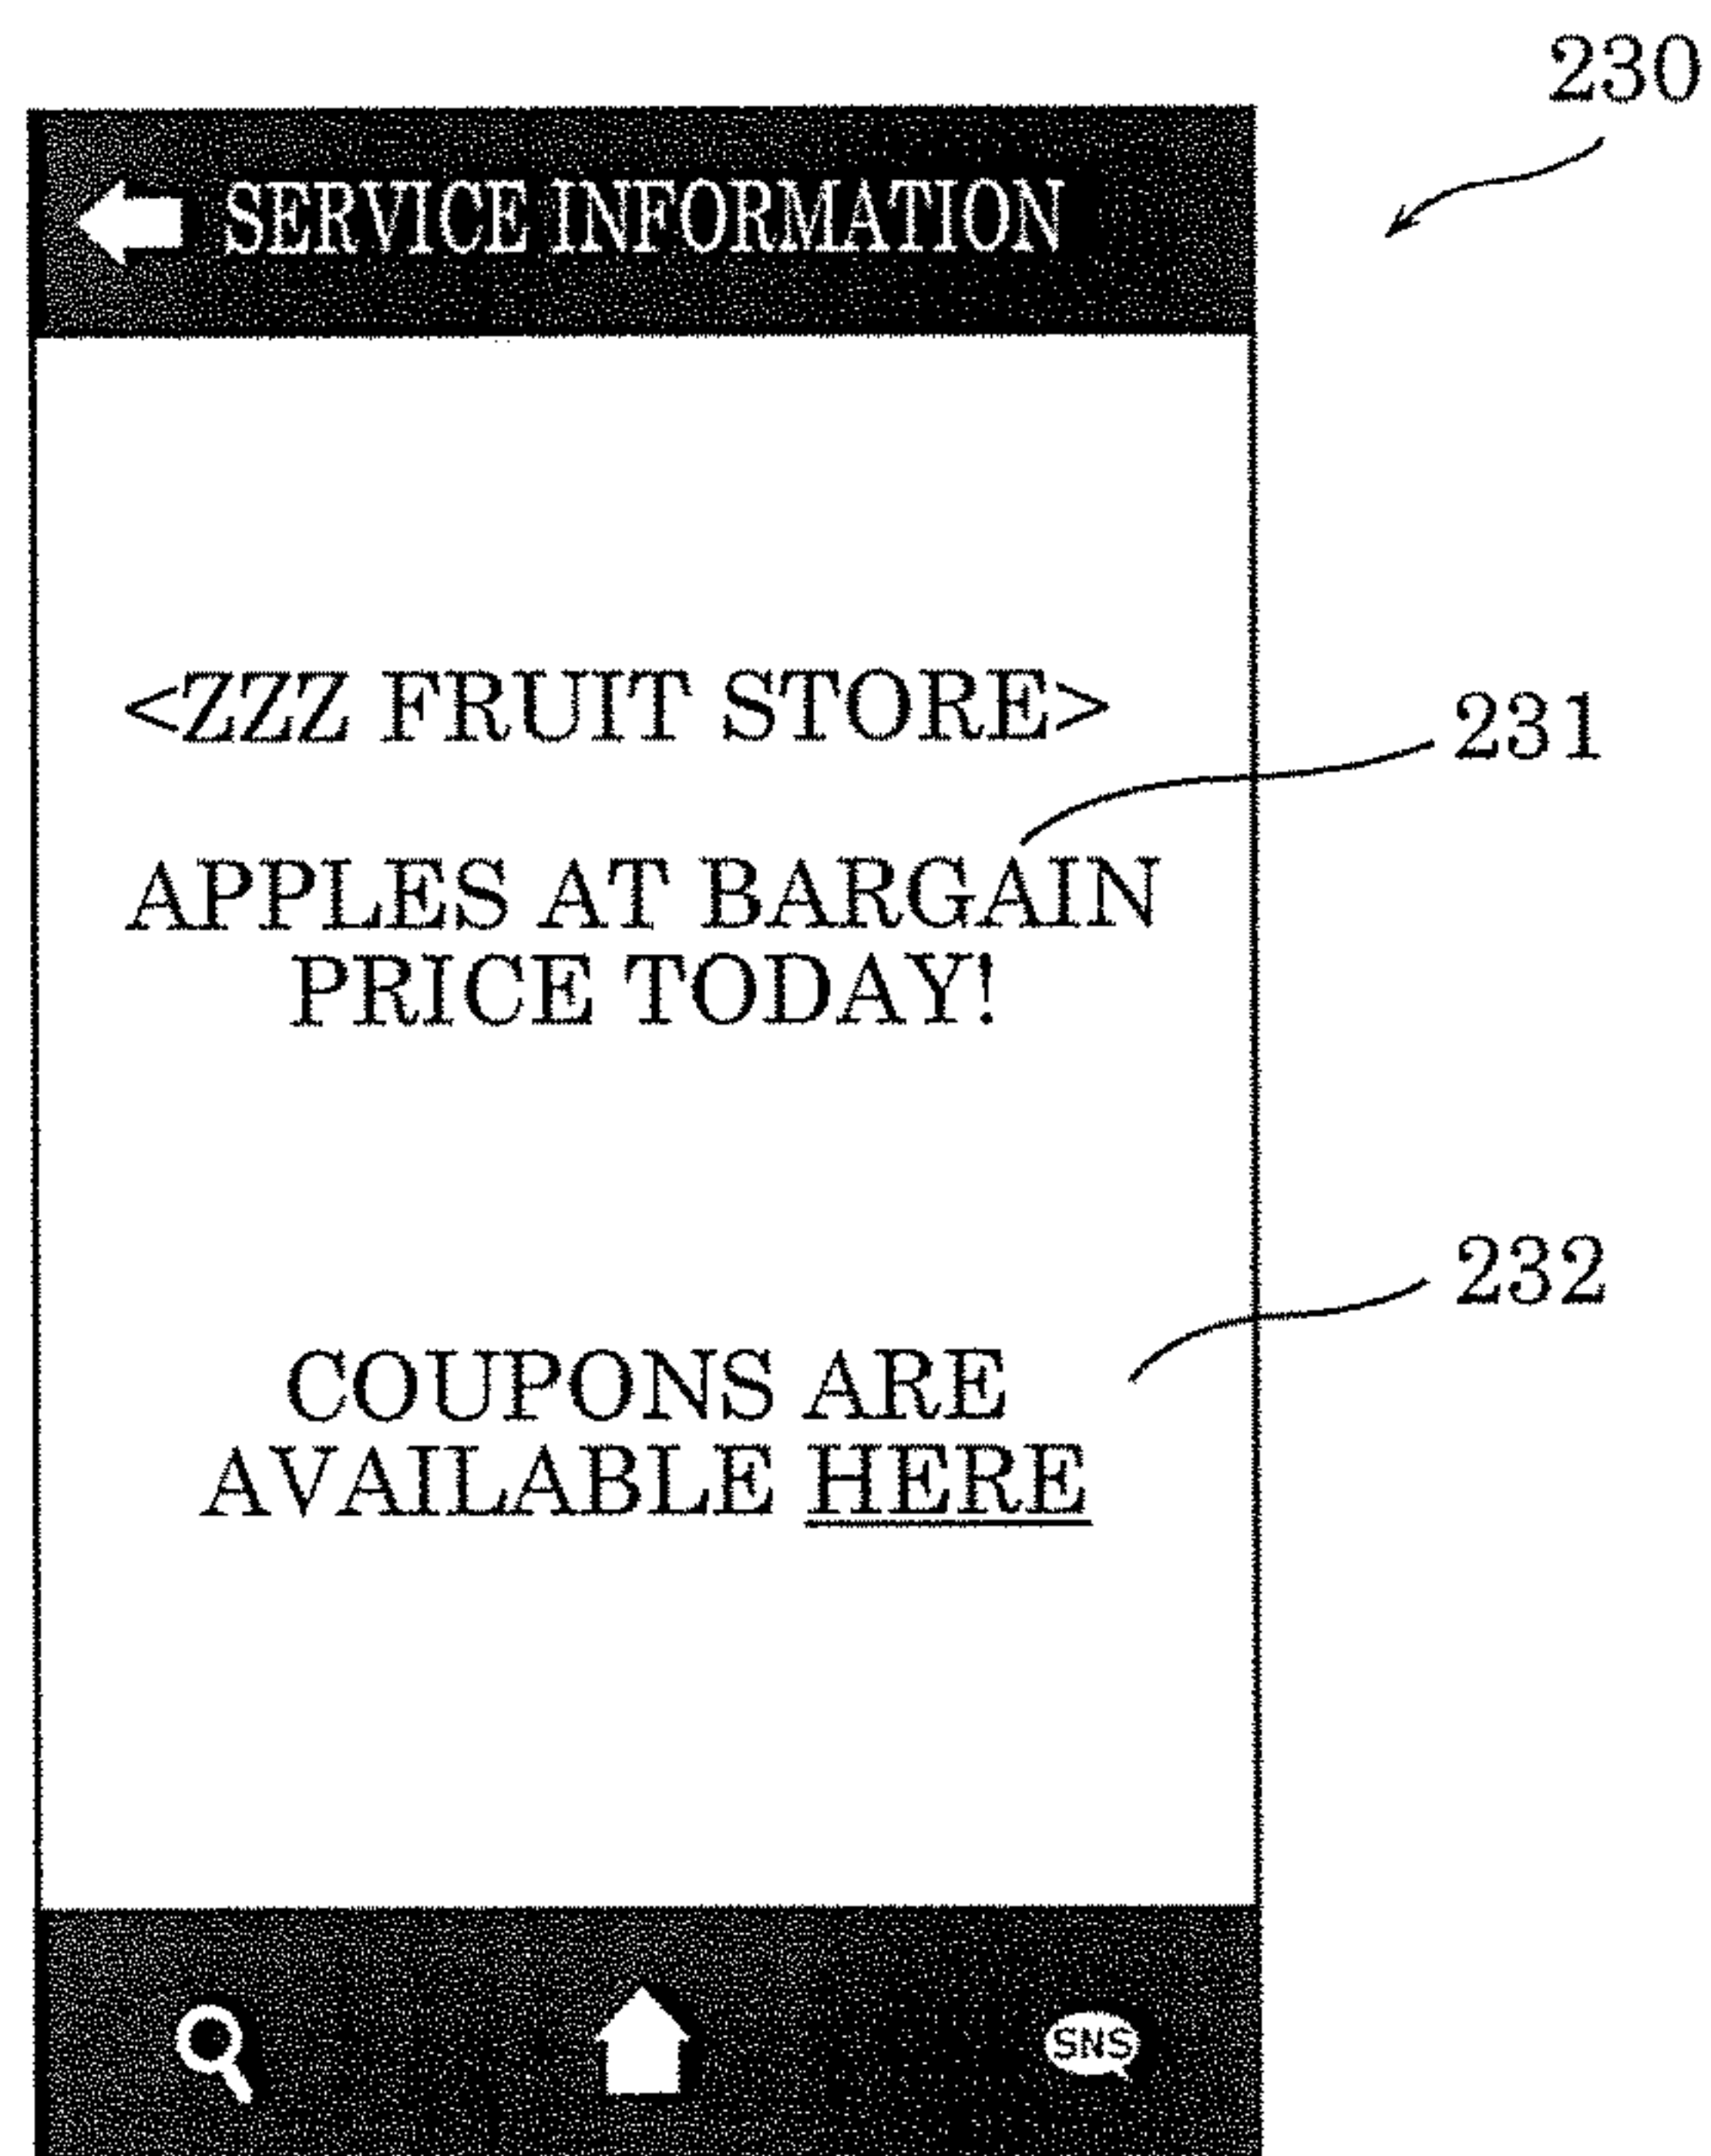 230
SERVICE INFORMATION
<ZZZ FRUIT STORE>
231
APPLES AT BARGAIN
PRICE TODAY!
232
COUPONS ARE
AVAILABLE HERE
SNS